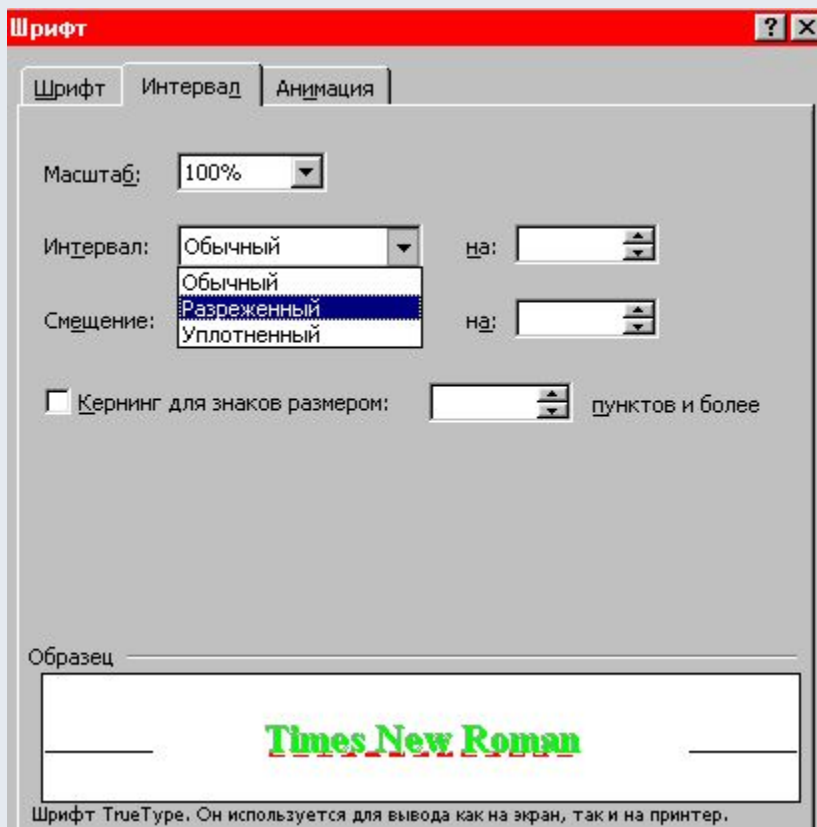 Шрифт
Шрифт Интервал Анимация
Масштаб: 100%
Интервал: Обычный на:
Обычный
Разреженный
Уплотненный
Смещение: на:
Кернинг для знаков размером: пунктов и более
Образец
Times New Roman
Шрифт TrueType. Он используется для вывода как на экран, так и на принтер.